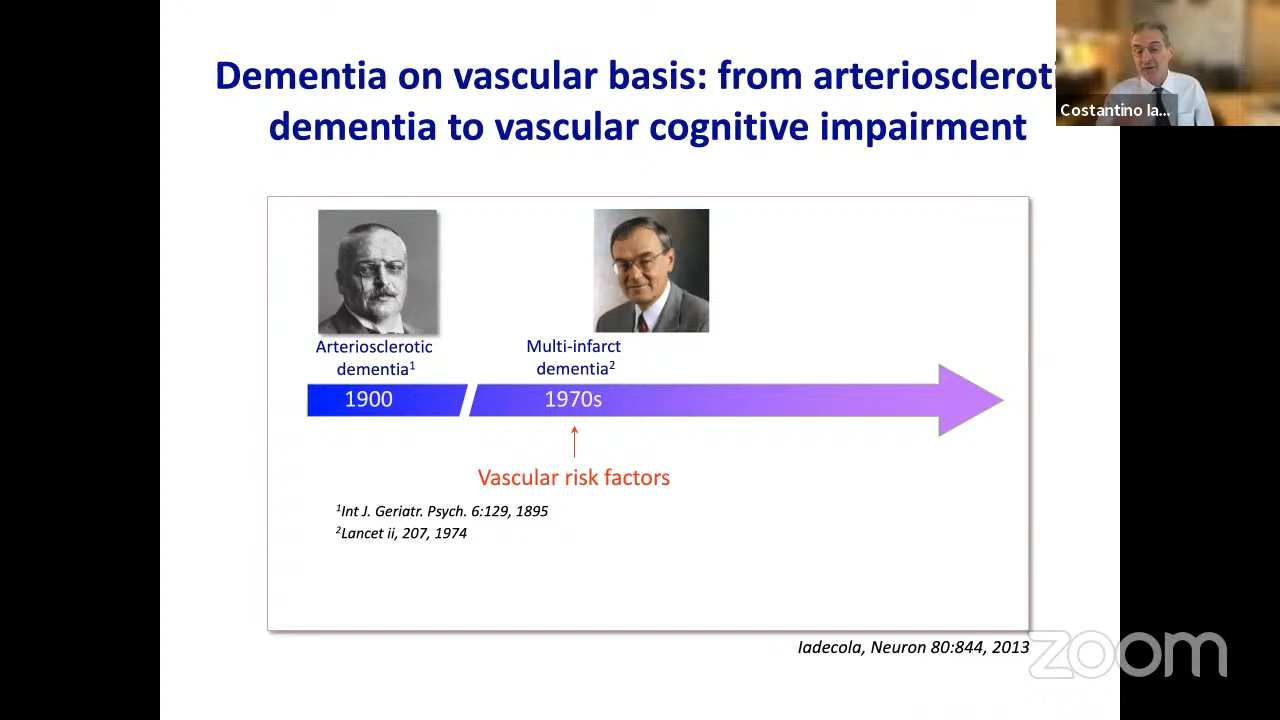 Dementia on vascular basis: from arterioscleroti
dementia to vascular cognitive impairment
Costantino Ia...
Arteriosclerotic
dementia¹
Multi-infarct
dementia²
1900
1970s
Vascular risk factors
¹Int J. Geriatr. Psych. 6:129, 1895
²Lancet ii, 207, 1974
Iadecola, Neuron 80:844, 2013
zoom